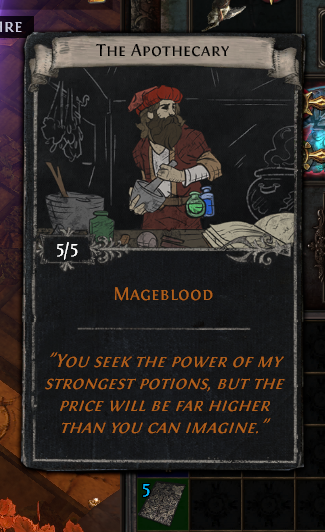 IRE
The Apothecary
5/5
Mageblood
"You seek the power of my
strongest potions, but the
price will be far higher
than you can imagine."
5